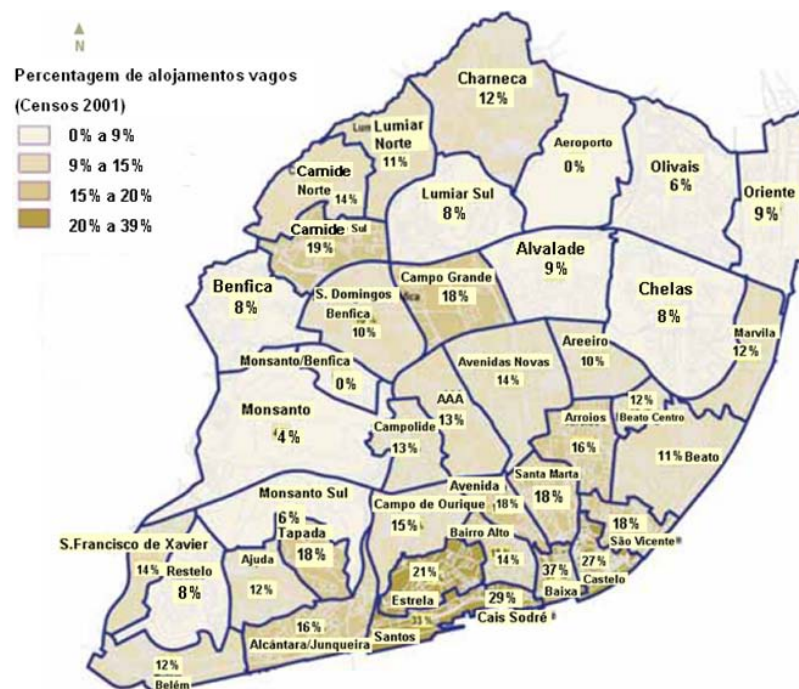 N
Percentagem de alojamentos vagos
(Censos 2001)
0% a 9%
9% a 15%
15% a 20%
20% a 39%
Charneca
12%
Lumiar
Norte
11%
Aeroporto
0%
Olivais
6%
Oriente
9%
Carnide
Norte
14%
Lumiar Sul
8%
Carnide Sul
19%
Alvalade
9%
Benfica
8%
S. Domingos
Benfica
10%
Campo Grande
18%
Chelas
8%
Marvila
12%
Monsanto/Benfica
0%
Avenidas Novas
14%
Areeiro
10%
Monsanto
4%
AAA
13%
Campolide
13%
12%
Beato Centro
Arroios
16%
11% Beato
Monsanto Sul
6%
Avenida
18%
Santa Marta
18%
Campo de Ourique
15%
Tapada
18%
Bairro Alto
14%
18%
São Vicente
S.Francisco de Xavier
14%
Restelo
8%
Ajuda
12%
21%
Estrela
37%
Baixa
27%
Castelo
29%
Cais Sodré
16%
Alcántara/Junqueira
33 %
Santos
12%
Belém